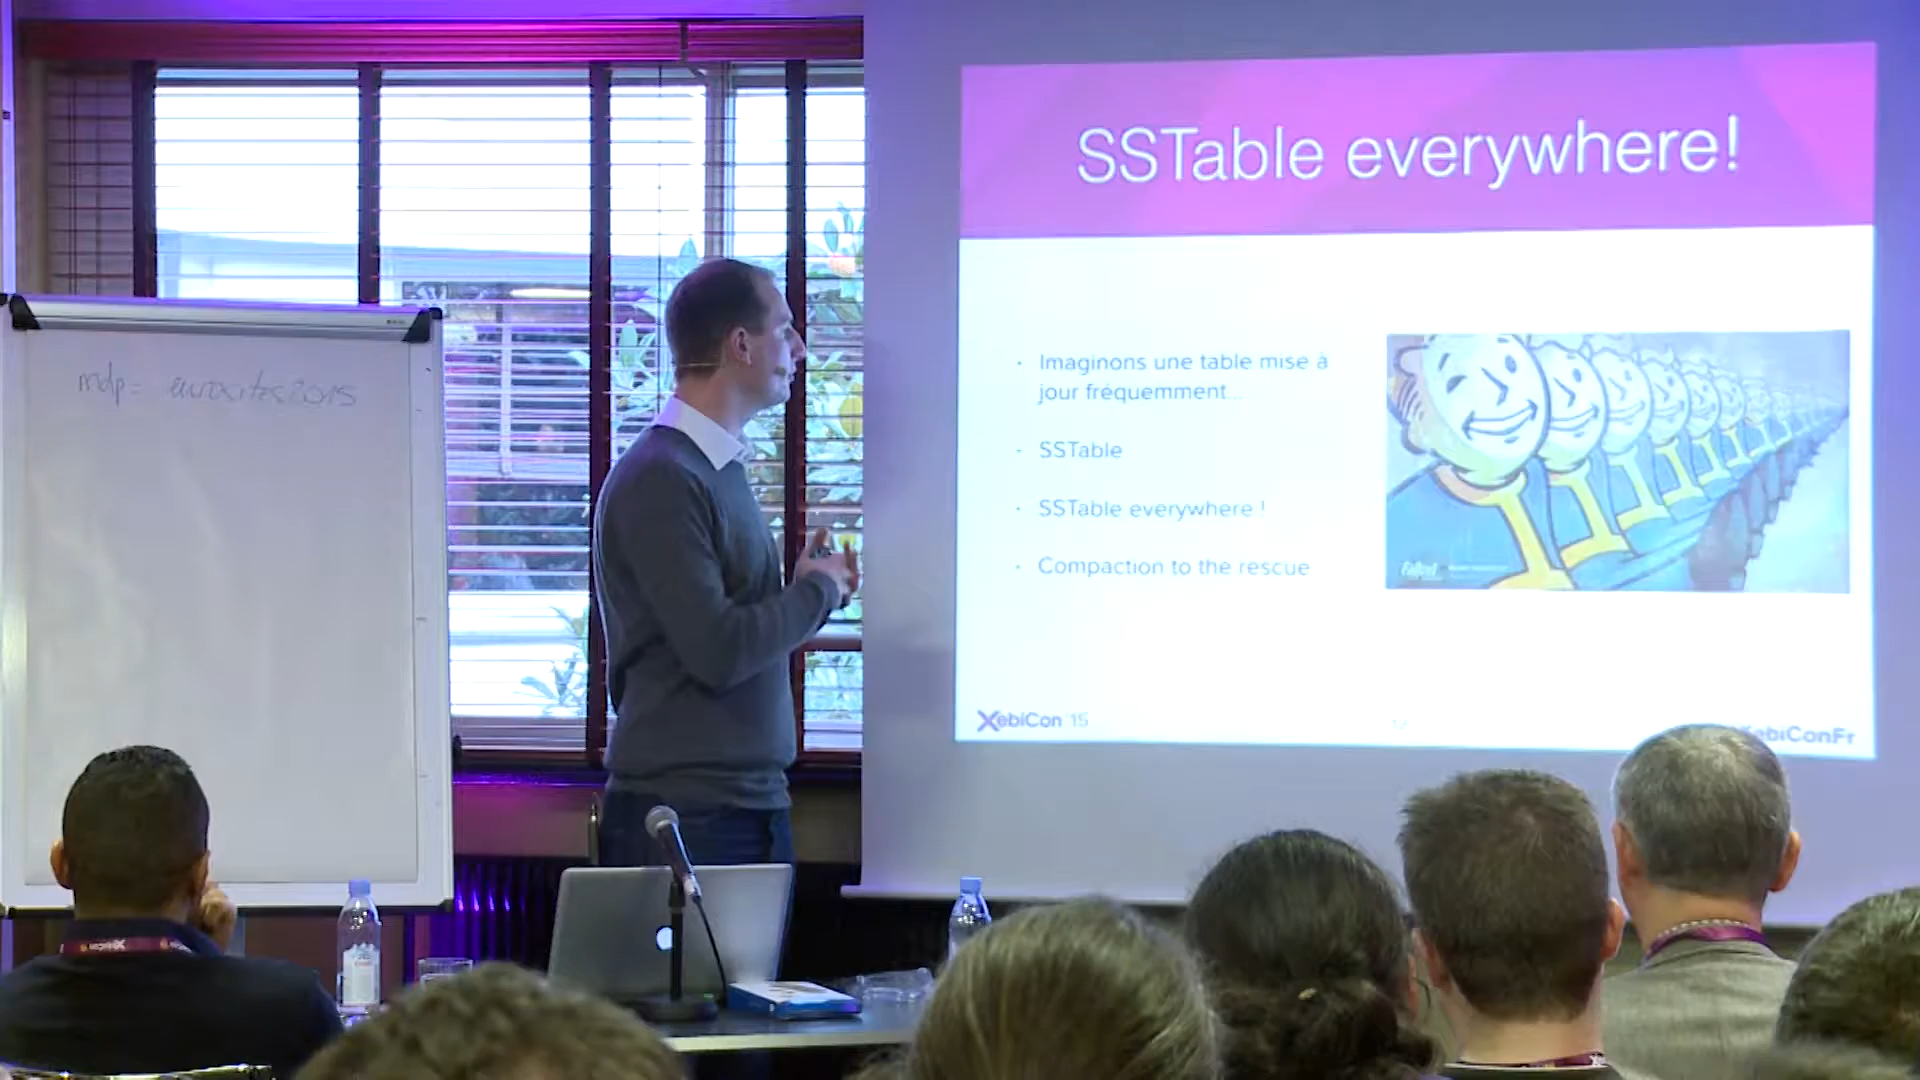 mdp= eurosites2015
SSTable everywhere!
· Imaginons une table mise à
jour fréquemment...
· SSTable
· SSTable everywhere !
· Compaction to the rescue
Fallout
XebiCon '15
XebiConFr